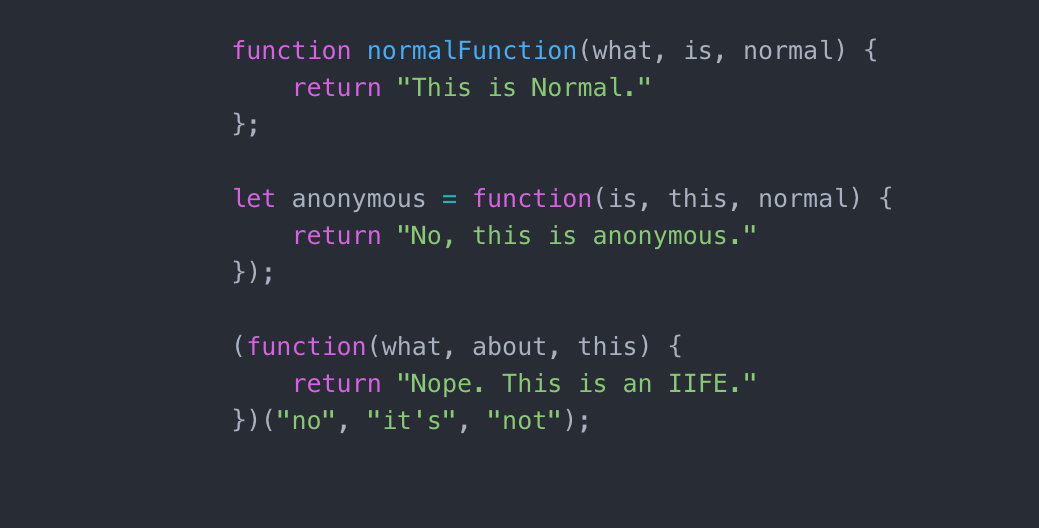 function normalFunction(what, is, normal) {
    return "This is Normal."
};

let anonymous = function(is, this, normal) {
    return "No, this is anonymous."
});

(function(what, about, this) {
    return "Nope. This is an IIFE."
})("no", "it's", "not");